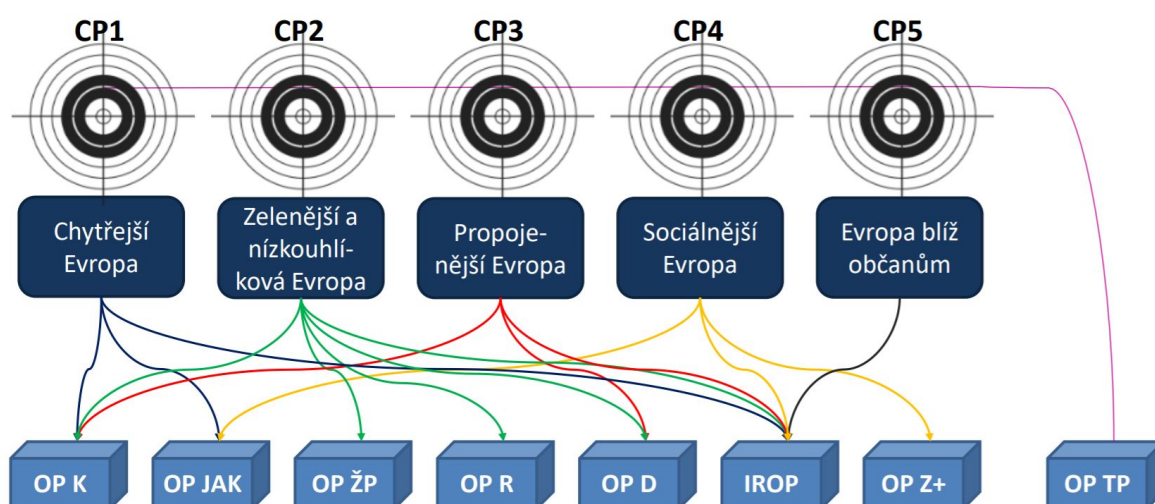 CP1
CP2
CP3
CP4
CP5
Chytřejší
Evropa
Zelenější a
nízkouhlí-
ková Evropa
Propoje-
nější Evropa
Sociálnější
Evropa
Evropa blíž
občanům
OP K
OP JAK
OP ŽP
OP R
OP D
IROP
OP Z+
OP TP